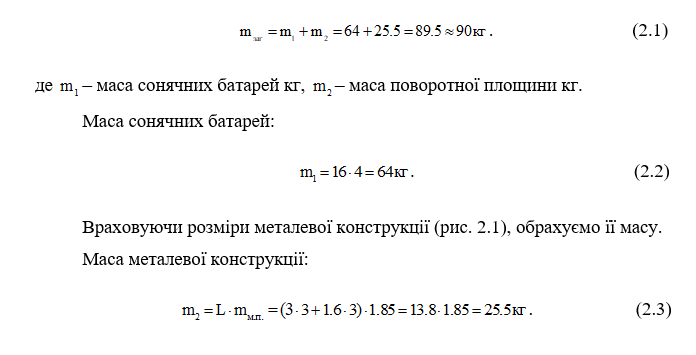 m заг = m₁ + m₂ = 64 + 25.5 = 89.5 ≈ 90кг . (2.1)
де m₁ – маса сонячних батарей кг, m₂ – маса поворотної площини кг.
Маса сонячних батарей:
m₁ = 16 · 4 = 64кг . (2.2)
Враховуючи розміри металевої конструкції (рис. 2.1), обрахуємо її масу.
Маса металевої конструкції:
m₂ = L · m м.п. = (3 · 3 + 1.6 · 3) · 1.85 = 13.8 · 1.85 = 25.5кг . (2.3)